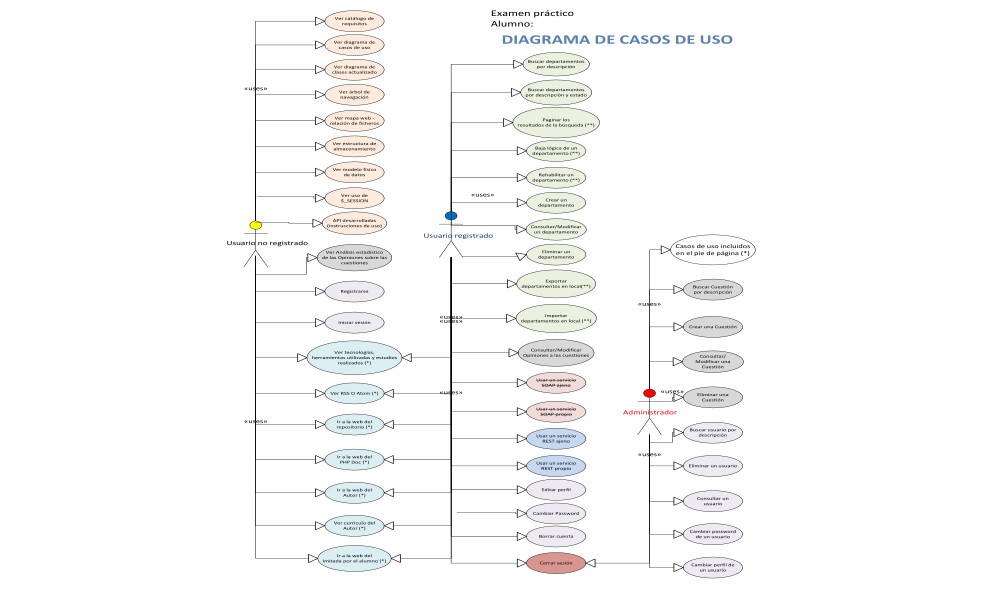 Examen práctico
Alumno:
DIAGRAMA DE CASOS DE USO
Ver catálogo de
requisitos
Ver diagrama de
casos de uso
Ver diagrama de
clases actualizado
«uses»
Ver árbol de
navegación
Ver mapa web -
relación de ficheros
Ver estructura de
almacenamiento
Ver modelo físico
de datos
Ver uso de
$_SESSION
API desarrolladas
(instrucciones de uso)
Usuario no registrado
Ver Análisis estadístico
de las Opiniones sobre las
cuestiones
Registrarse
Iniciar sesión
Ver tecnologías,
herramientas utilizadas y estudios
realizados (*)
Ver RSS O Atom (*)
«uses»
Ir a la web del
repositorio (*)
Ir a la web del
PHP Doc (*)
Ir a la web del
Autor (*)
Ver currículo del
Autor (*)
Ir a la web del
imitada por el alumno (*)
Buscar departamentos
por descripción
Buscar departamentos
por descripción y estado
Paginar los
resultados de la búsqueda (**)
Baja lógica de un
departamento (**)
Rehabilitar un
departamento (**)
«uses»
Crear un
departamento
Usuario registrado
Consultar/Modificar
un departamento
Eliminar un
departamento
Exportar
departamentos en local(**)
«uses»
«uses»
Importar
departamentos en local (**)
Consultar/Modificar
Opiniones a las cuestiones
Usar un servicio
SOAP ajeno
«uses»
Usar un servicio
SOAP propio
Usar un servicio
REST ajeno
Usar un servicio
REST propio
Editar perfil
Cambiar Password
Borrar cuenta
Cerrar sesión
Casos de uso incluidos
en el pie de página (*)
Buscar Cuestión
por descripción
«uses»
Crear una Cuestión
Consultar/
Modificar una
Cuestión
«uses»
Eliminar una
Cuestión
Administrador
Buscar usuario por
descripción
«uses»
Eliminar un usuario
Consultar un
usuario
Cambiar password
de un usuario
Cambiar perfil de
un usuario